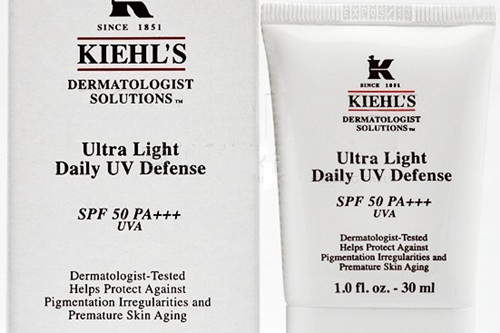 SINCE 1851
KIEHL'S
DERMATOLOGIST
SOLUTIONS™
Ultra Light
Daily UV Defense
SPF 50 PA+++
UVA
Dermatologist-Tested
Helps Protect Against
Pigmentation Irregularities and
Premature Skin Aging
K
SINCE 1851
KIEHL'S
DERMATOLOGIST
SOLUTIONS™
Ultra Light
Daily UV Defense
SPF 50 PA+++
UVA
Dermatologist-Tested
Helps Protect Against
Pigmentation Irregularities and
Premature Skin Aging
1.0 fl. oz. - 30 ml